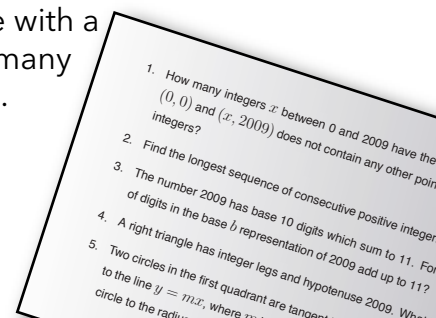 e with a
many
.
1. How many integers x between 0 and 2009 have the
(0, 0) and (x, 2009) does not contain any other poin
integers?
2. Find the longest sequence of consecutive positive integer
3. The number 2009 has base 10 digits which sum to 11. For
of digits in the base b representation of 2009 add up to 11?
4. A right triangle has integer legs and hypotenuse 2009. Wha
5. Two circles in the first quadrant are tangent
to the line y = mx, where m
circle to the radiu